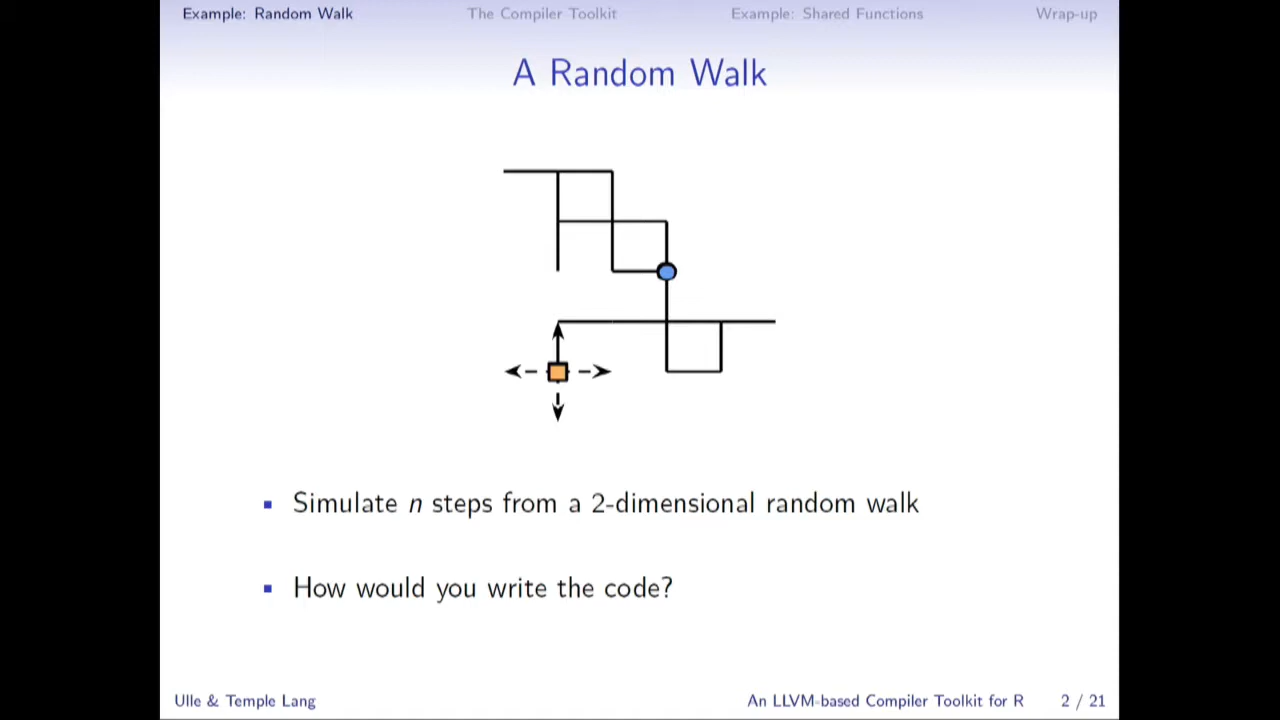 Example: Random Walk The Compiler Toolkit Example: Shared Functions Wrap-up
A Random Walk
Simulate n steps from a 2-dimensional random walk
How would you write the code?
Ulle & Temple Lang An LLVM-based Compiler Toolkit for R 2 / 21